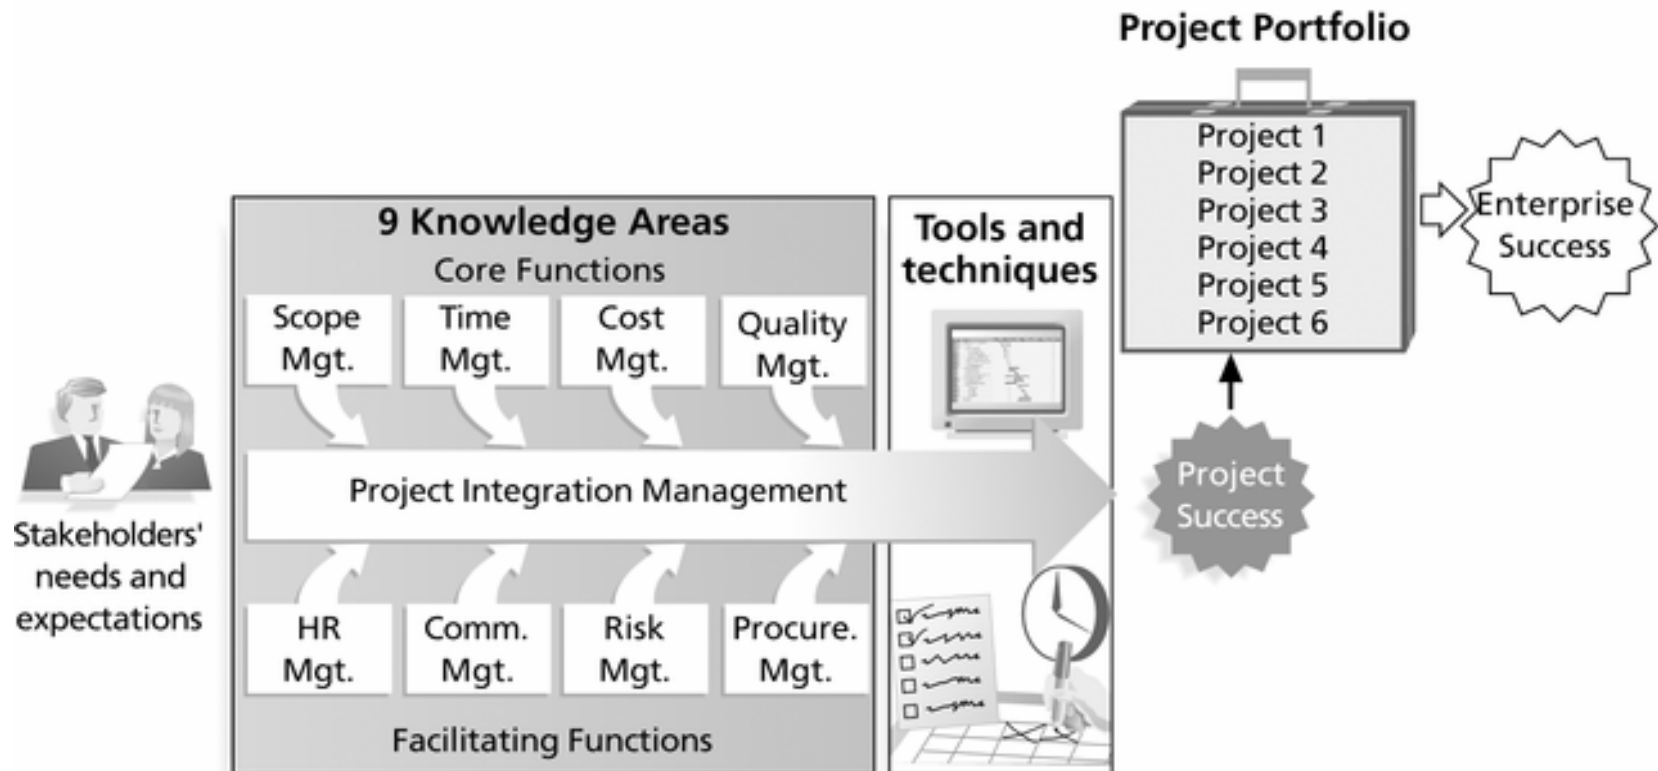 Project Portfolio
Project 1
Project 2
Project 3
Project 4
Project 5
Project 6
Enterprise
Success
9 Knowledge Areas
Core Functions
Scope
Mgt.
Time
Mgt.
Cost
Mgt.
Quality
Mgt.
Tools and
techniques
Project Integration Management
Project
Success
Stakeholders'
needs and
expectations
HR
Mgt.
Comm.
Mgt.
Risk
Mgt.
Procure.
Mgt.
Facilitating Functions